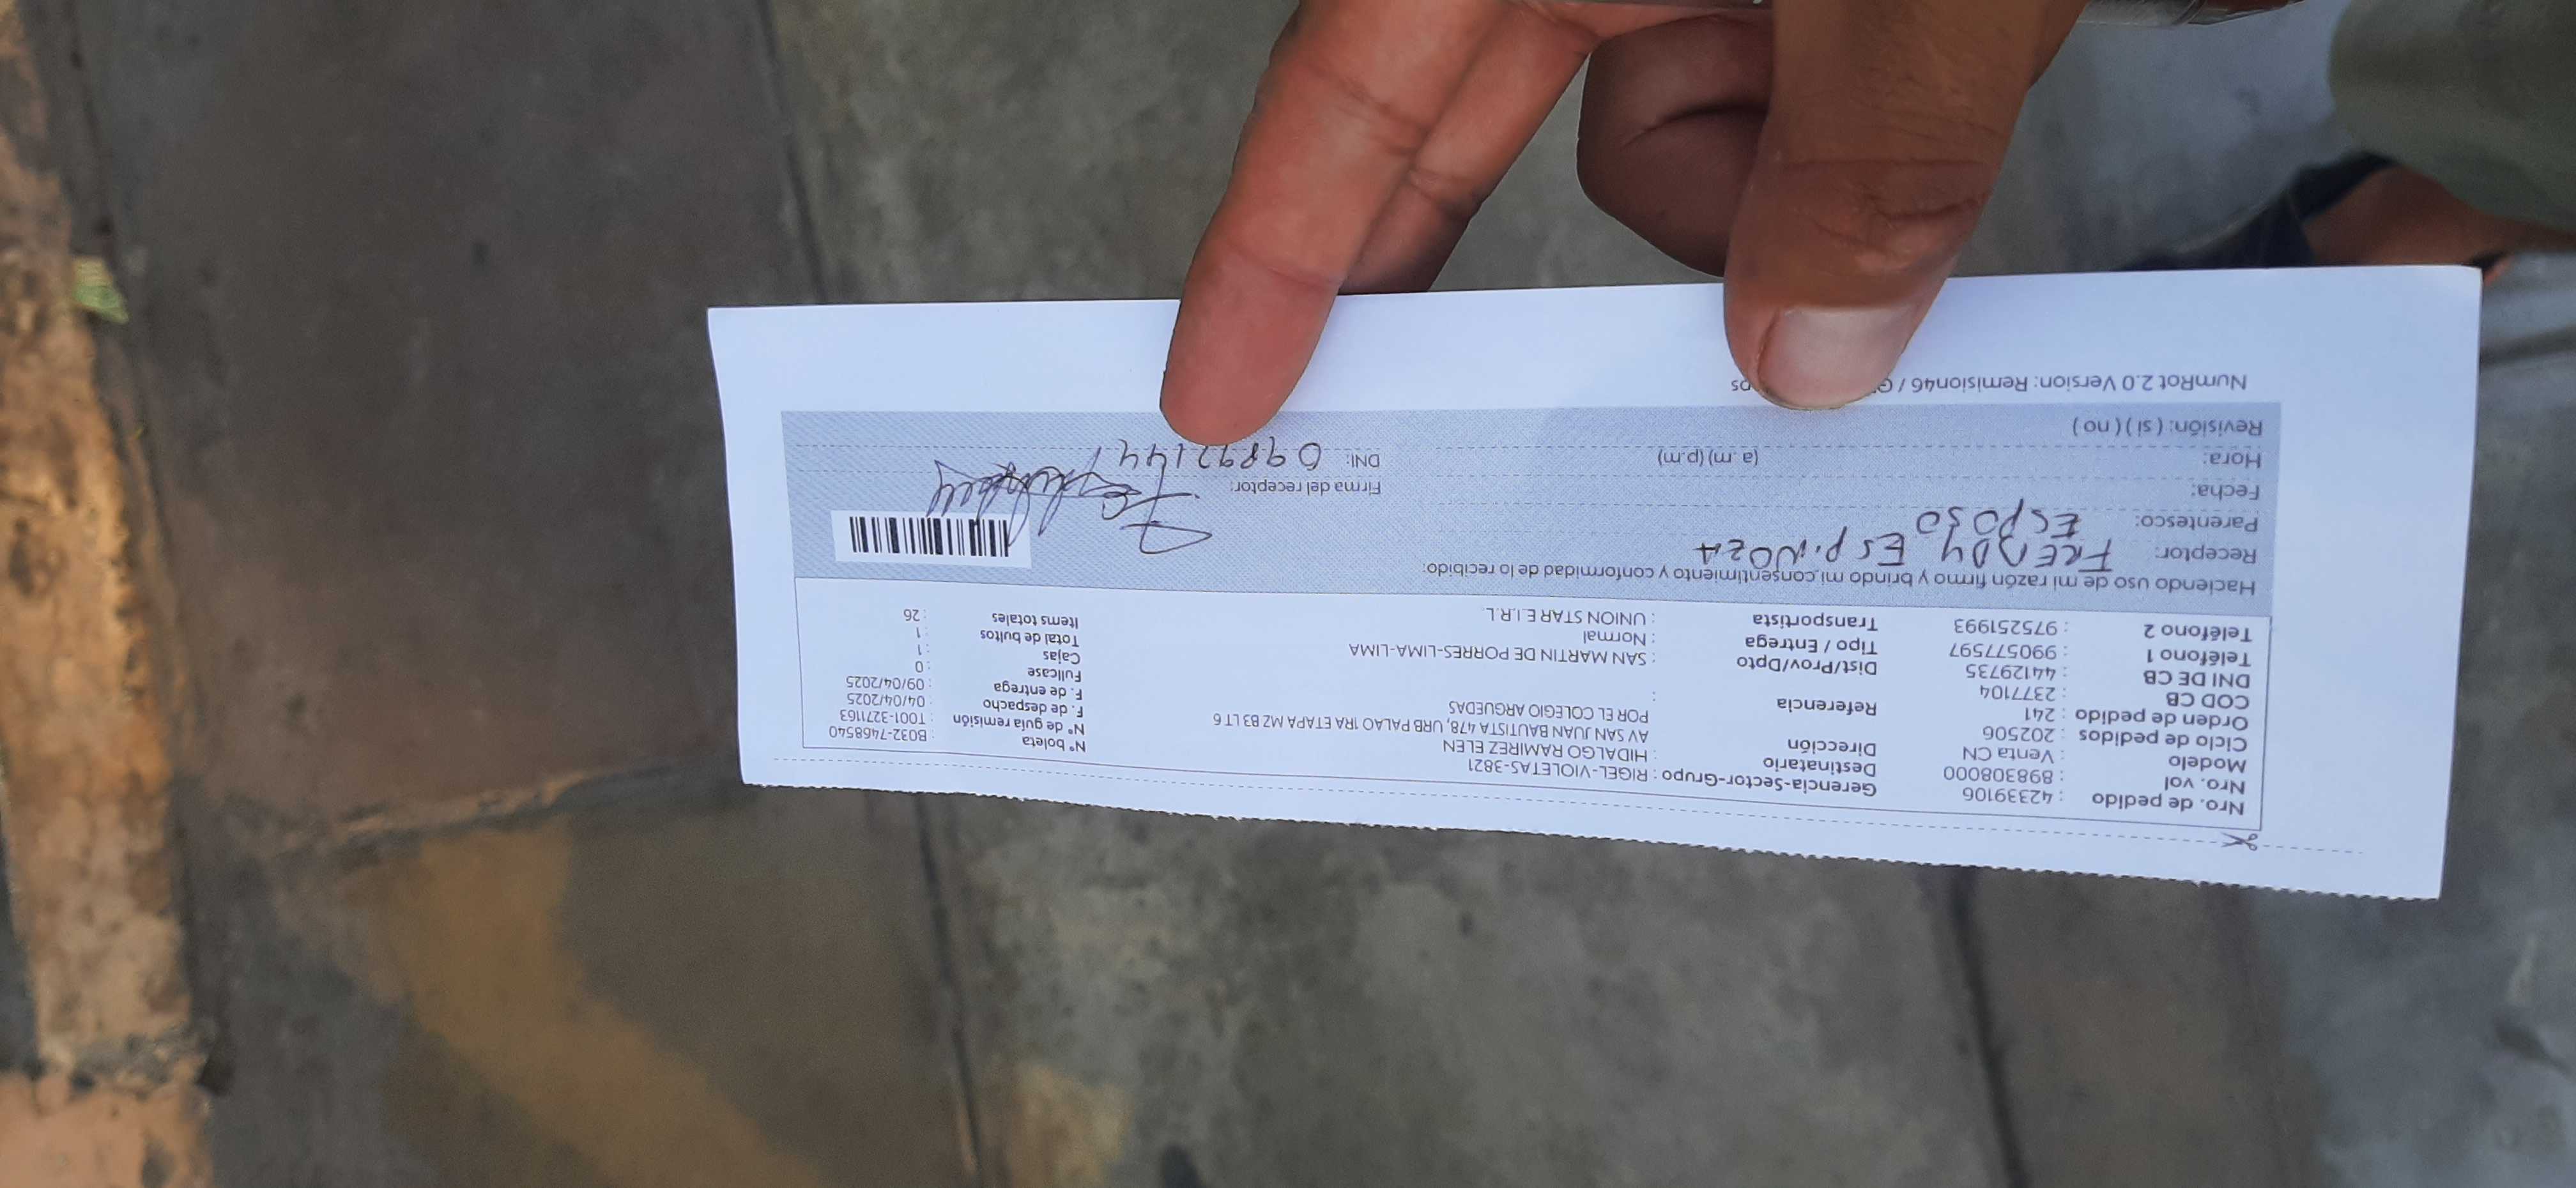 Nro. de pedido : 42339106 Gerencia-Sector-Grupo : RIGEL-VIOLETAS-3821 N° boleta : B032-7468540
Nro. vol : 898308000 Destinatario : HIDALGO RAMIREZ ELEN N° de guía remisión : T001-3271163
Modelo : Venta CN Dirección AV SAN JUAN BAUTISTA 478, URB PALAO 1RA ETAPA MZ B3 LT 6 F. de despacho : 04/04/2025
Ciclo de pedidos : 202506 POR EL COLEGIO ARGUEDAS F. de entrega : 09/04/2025
Orden de pedido : 241 Referencia : Fullcase : 0
COD CB : 2377104 Dist/Prov/Dpto : SAN MARTIN DE PORRES-LIMA-LIMA Cajas : 1
DNI DE CB : 44129735 Tipo / Entrega : Normal Total de bultos : 1
Teléfono 1 : 990577597 Transportista : UNION STAR E.I.R.L. Items totales : 26
Teléfono 2 : 975251993
Haciendo uso de mi razón firmo y brindo mi consentimiento y conformidad de lo recibido:
Receptor: FREDDY ESPINOZA
Parentesco: ESPOSO
Fecha: Firma del receptor:
Hora: (a.m) (p.m) DNI:
Revisión: ( si ) ( no )
NumRot 2.0 Version: Remision46 /